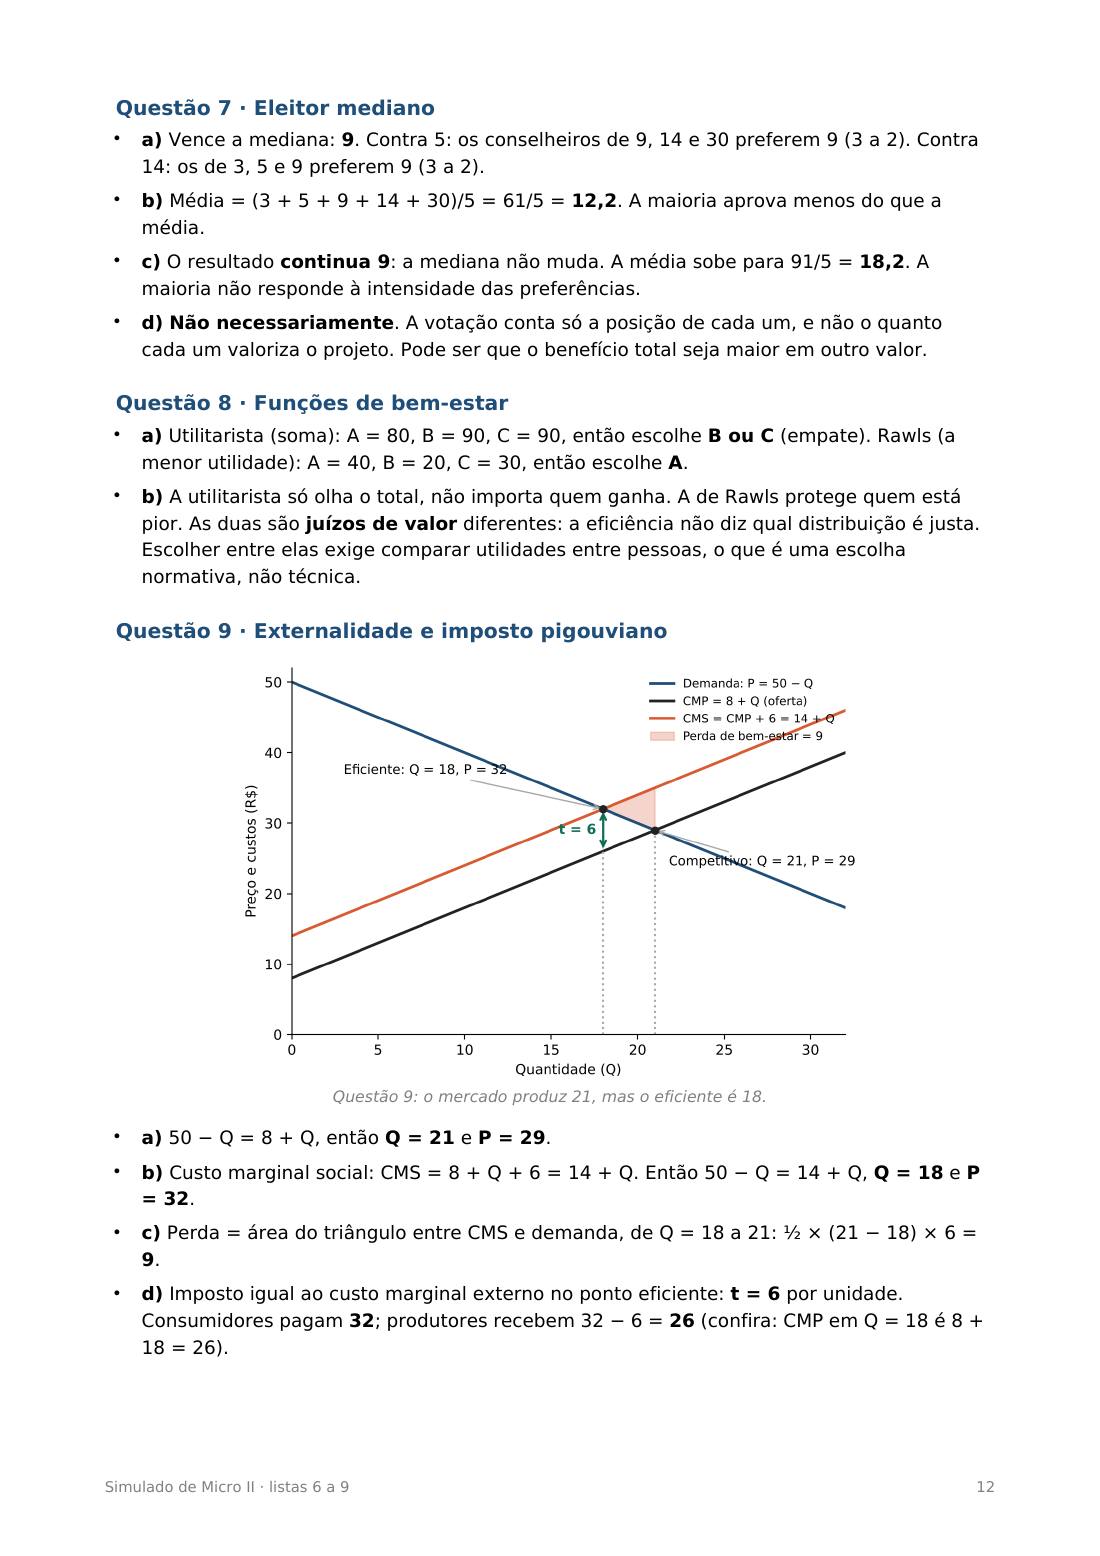 Questão 7 · Eleitor mediano
• a) Vence a mediana: 9. Contra 5: os conselheiros de 9, 14 e 30 preferem 9 (3 a 2). Contra
14: os de 3, 5 e 9 preferem 9 (3 a 2).
• b) Média = (3 + 5 + 9 + 14 + 30)/5 = 61/5 = 12,2. A maioria aprova menos do que a
média.
• c) O resultado continua 9: a mediana não muda. A média sobe para 91/5 = 18,2. A
maioria não responde à intensidade das preferências.
• d) Não necessariamente. A votação conta só a posição de cada um, e não o quanto
cada um valoriza o projeto. Pode ser que o benefício total seja maior em outro valor.
Questão 8 · Funções de bem-estar
• a) Utilitarista (soma): A = 80, B = 90, C = 90, então escolhe B ou C (empate). Rawls (a
menor utilidade): A = 40, B = 20, C = 30, então escolhe A.
• b) A utilitarista só olha o total, não importa quem ganha. A de Rawls protege quem está
pior. As duas são juízos de valor diferentes: a eficiência não diz qual distribuição é justa.
Escolher entre elas exige comparar utilidades entre pessoas, o que é uma escolha
normativa, não técnica.
Questão 9 · Externalidade e imposto pigouviano
Demanda: P = 50 − Q
CMP = 8 + Q (oferta)
CMS = CMP + 6 = 14 + Q
Perda de bem-estar = 9
Eficiente: Q = 18, P = 32
t = 6
Competitivo: Q = 21, P = 29
Preço e custos (R$)
50
40
30
20
10
0
0 5 10 15 20 25 30
Quantidade (Q)
Questão 9: o mercado produz 21, mas o eficiente é 18.
• a) 50 − Q = 8 + Q, então Q = 21 e P = 29.
• b) Custo marginal social: CMS = 8 + Q + 6 = 14 + Q. Então 50 − Q = 14 + Q, Q = 18 e P
= 32.
• c) Perda = área do triângulo entre CMS e demanda, de Q = 18 a 21: ½ × (21 − 18) × 6 =
9.
• d) Imposto igual ao custo marginal externo no ponto eficiente: t = 6 por unidade.
Consumidores pagam 32; produtores recebem 32 − 6 = 26 (confira: CMP em Q = 18 é 8 +
18 = 26).
Simulado de Micro II · listas 6 a 9 12